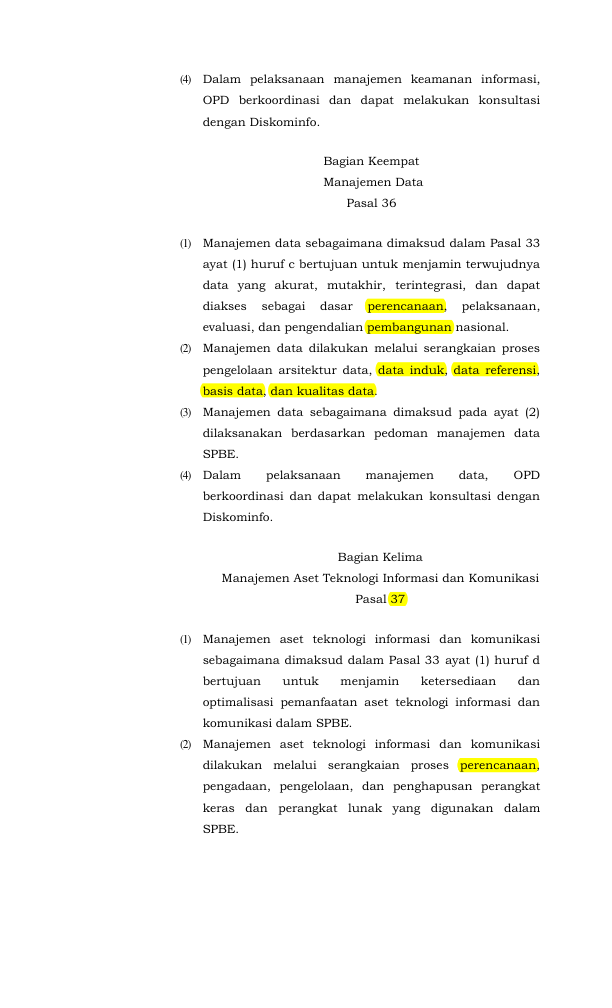 (4) Dalam pelaksanaan manajemen keamanan informasi,
OPD berkoordinasi dan dapat melakukan konsultasi
dengan Diskominfo.
Bagian Keempat
Manajemen Data
Pasal 36
(1) Manajemen data sebagaimana dimaksud dalam Pasal 33
ayat (1) huruf c bertujuan untuk menjamin terwujudnya
data yang akurat, mutakhir, terintegrasi, dan dapat
diakses sebagai dasar perencanaan, pelaksanaan,
evaluasi, dan pengendalian pembangunan nasional.
(2) Manajemen data dilakukan melalui serangkaian proses
pengelolaan arsitektur data, data induk, data referensi,
basis data, dan kualitas data.
(3) Manajemen data sebagaimana dimaksud pada ayat (2)
dilaksanakan berdasarkan pedoman manajemen data
SPBE.
(4) Dalam pelaksanaan manajemen data, OPD
berkoordinasi dan dapat melakukan konsultasi dengan
Diskominfo.
Bagian Kelima
Manajemen Aset Teknologi Informasi dan Komunikasi
Pasal 37
(1) Manajemen aset teknologi informasi dan komunikasi
sebagaimana dimaksud dalam Pasal 33 ayat (1) huruf d
bertujuan untuk menjamin ketersediaan dan
optimalisasi pemanfaatan aset teknologi informasi dan
komunikasi dalam SPBE.
(2) Manajemen aset teknologi informasi dan komunikasi
dilakukan melalui serangkaian proses perencanaan,
pengadaan, pengelolaan, dan penghapusan perangkat
keras dan perangkat lunak yang digunakan dalam
SPBE.